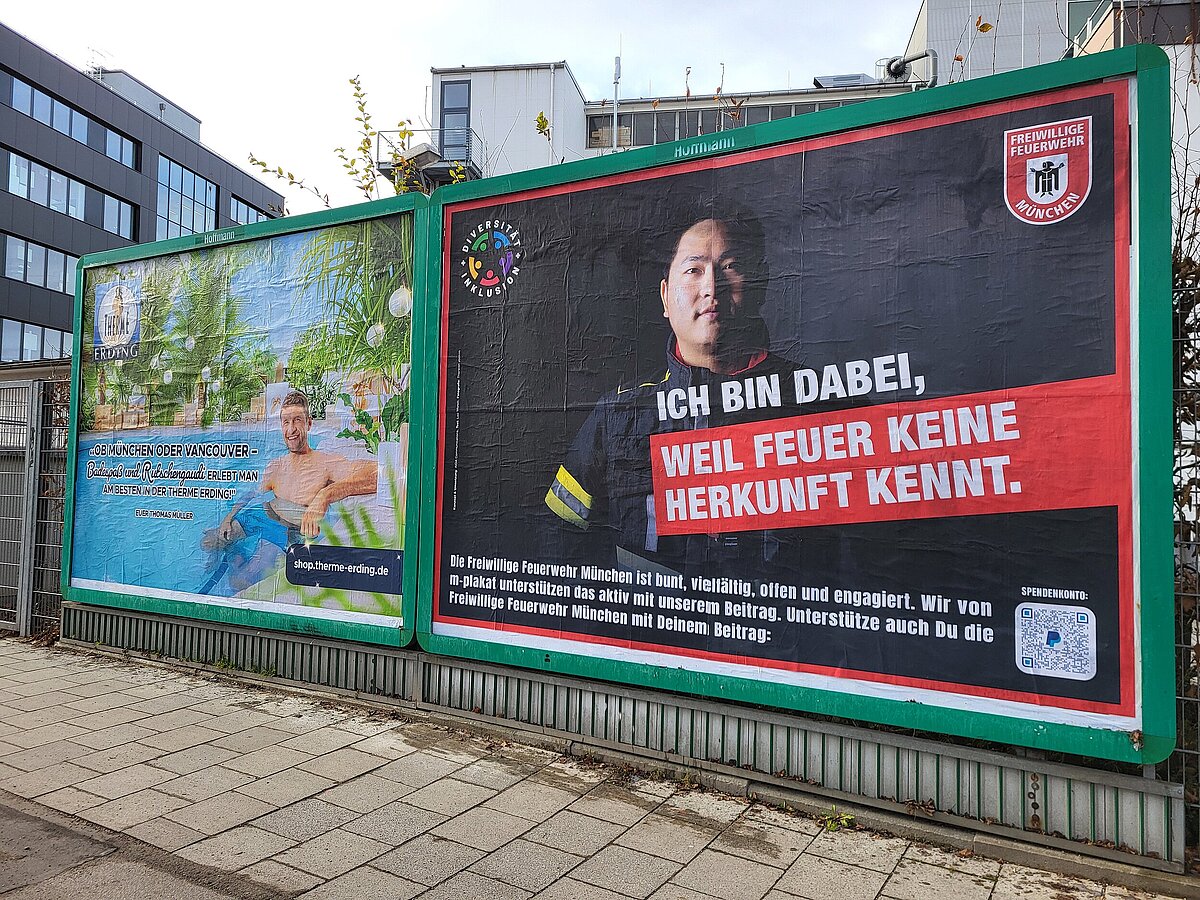 Hoffmann
THERME
ERDING
„OB MÜNCHEN ODER VANCOUVER –
Badespaß und Rutschengaudi ERLEBT MAN
AM BESTEN IN DER THERME ERDING!"
EUER THOMAS MÜLLER
shop.therme-erding.de
Hoffmann
DIVERSITÄT
INKLUSION
FREIWILLIGE
FEUERWEHR
MÜNCHEN
ICH BIN DABEI,
WEIL FEUER KEINE
HERKUNFT KENNT.
Die Freiwillige Feuerwehr München ist bunt, vielfältig, offen und engagiert. Wir von
m-plakat unterstützen das aktiv mit unserem Beitrag. Unterstütze auch Du die
Freiwillige Feuerwehr München mit Deinem Beitrag:
SPENDENKONTO: